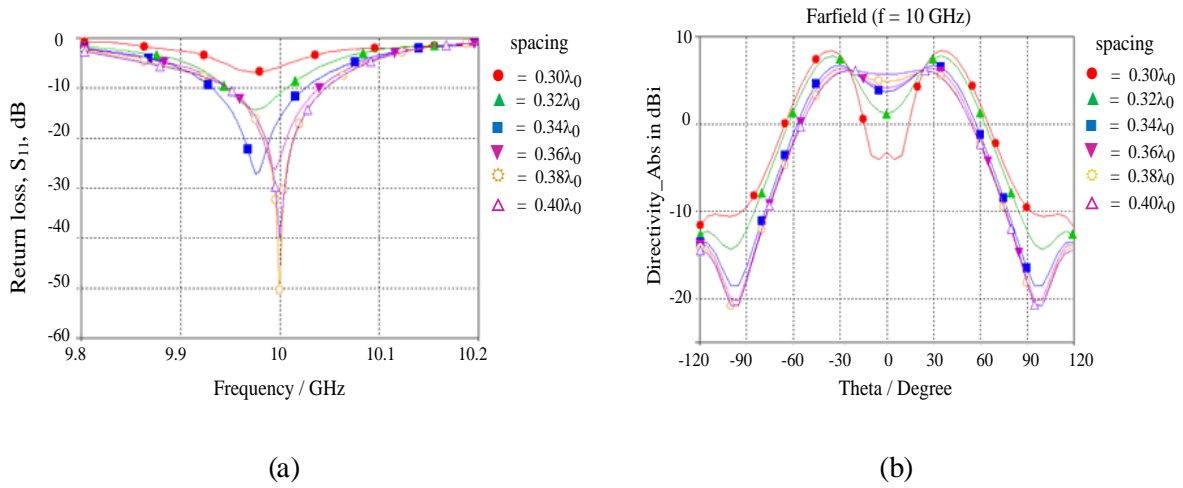 0
-10
-20
-30
-40
-50
-60
9.8
9.9
10
10.1
10.2
Return loss, S11, dB
Frequency / GHz
spacing
= 0.30λ0
= 0.32λ0
= 0.34λ0
= 0.36λ0
= 0.38λ0
= 0.40λ0
(a)
Farfield (f = 10 GHz)
10
0
-10
-20
-120
-90
-60
-30
0
30
60
90
120
Directivity_Abs in dBi
Theta / Degree
spacing
= 0.30λ0
= 0.32λ0
= 0.34λ0
= 0.36λ0
= 0.38λ0
= 0.40λ0
(b)